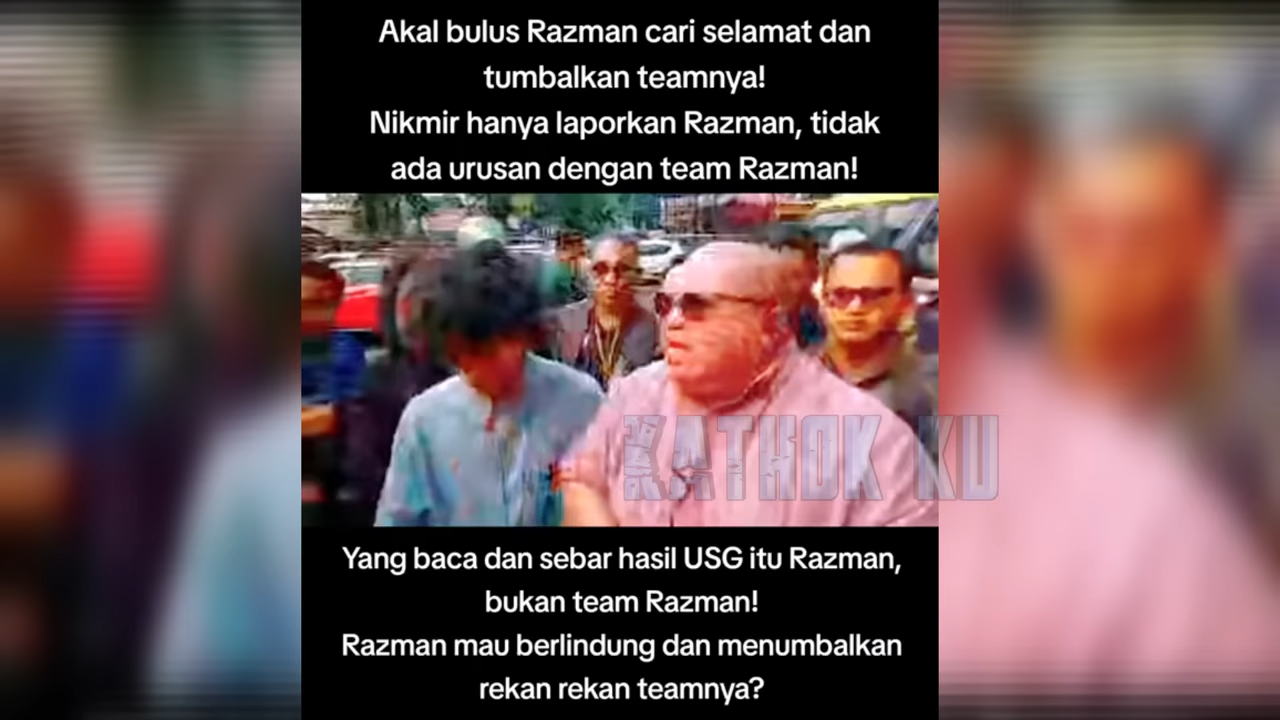 Akal bulus Razman cari selamat dan
tumbalkan teamnya!
Nikmir hanya laporkan Razman, tidak
ada urusan dengan team Razman!
KATHOK KU
Yang baca dan sebar hasil USG itu Razman,
bukan team Razman!
Razman mau berlindung dan menumbalkan
rekan rekan teamnya?